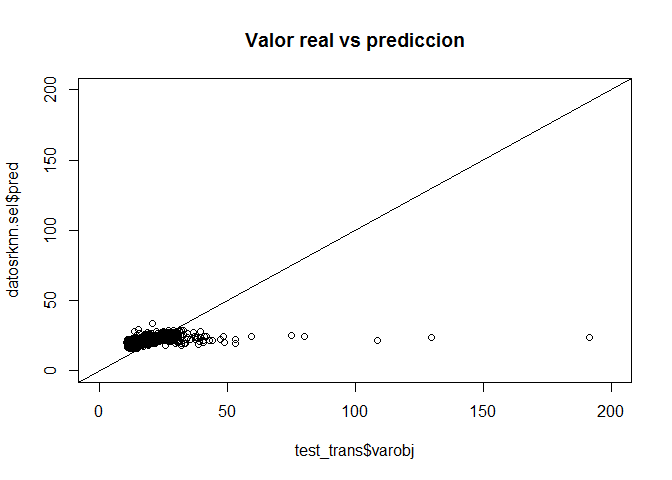 Valor real vs prediccion
datosrknn.sel$pred
200
150
100
50
0
0 50 100 150 200
test_trans$varobj